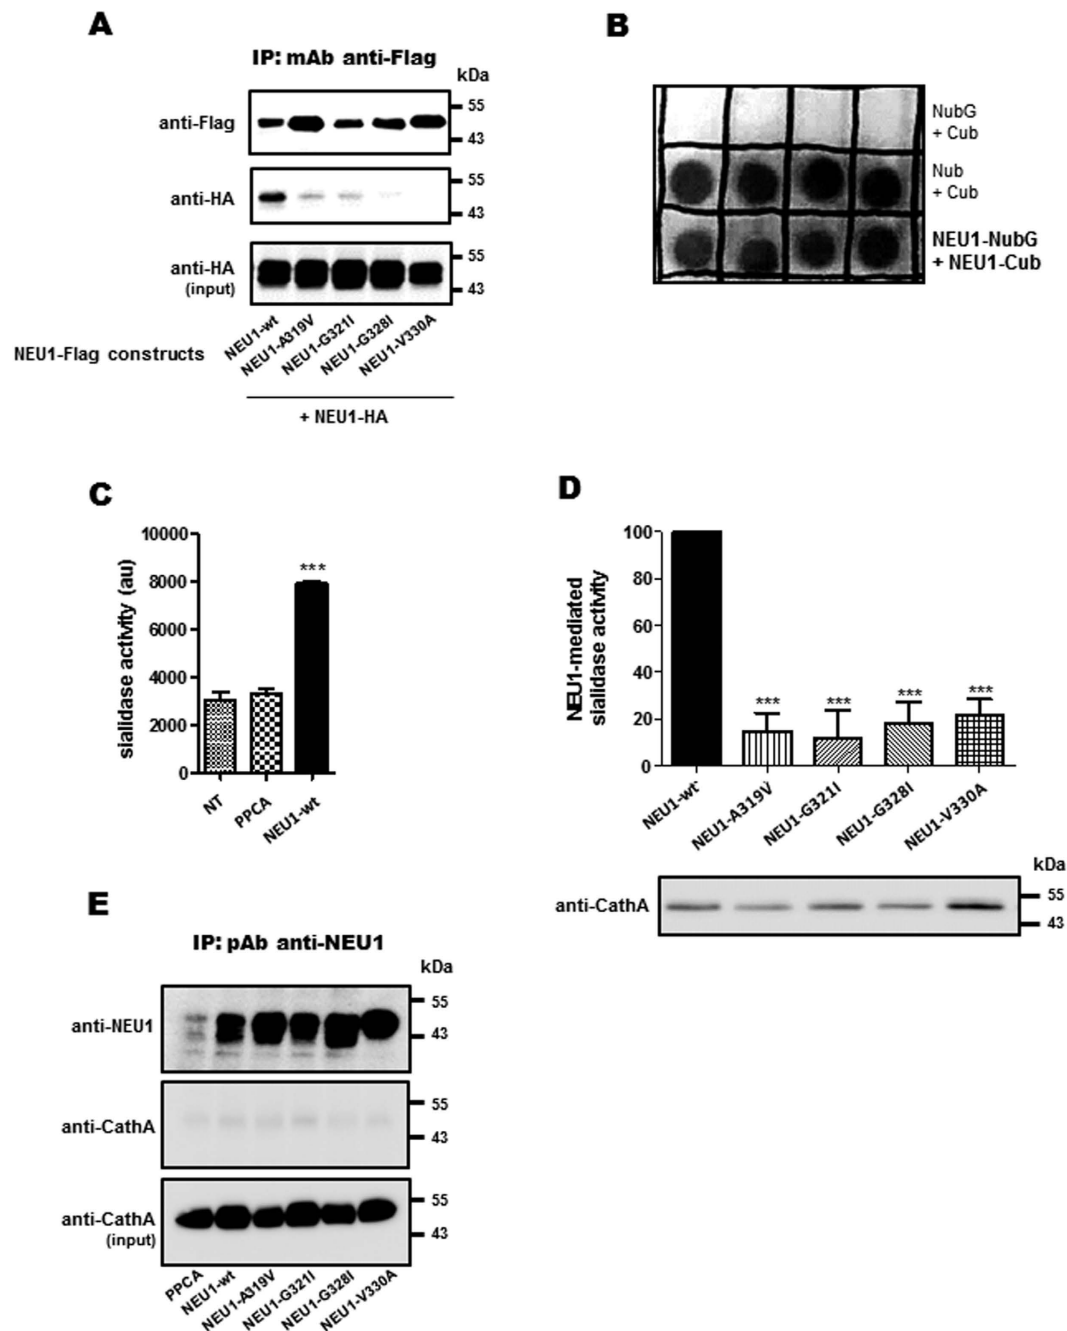 A
IP: mAb anti-Flag
kDa
anti-Flag
55
43
anti-HA
55
43
anti-HA
(input)
55
43
NEU1-Flag constructs
NEU1-wt
NEU1-A319V
NEU1-G321I
NEU1-G328I
NEU1-V330A
+ NEU1-HA
B
NubG
+ Cub
Nub
+ Cub
NEU1-NubG
+ NEU1-Cub
C
sialidase activity (au)
10000
8000
6000
4000
2000
0
***
NT
PPCA
NEU1-wt
D
NEU1-mediated
sialidase activity
100
80
60
40
20
0
***
***
***
***
NEU1-wt
NEU1-A319V
NEU1-G321I
NEU1-G328I
NEU1-V330A
kDa
anti-CathA
55
43
E
IP: pAb anti-NEU1
kDa
anti-NEU1
55
43
anti-CathA
55
43
anti-CathA
(input)
55
43
PPCA
NEU1-wt
NEU1-A319V
NEU1-G321I
NEU1-G328I
NEU1-V330A